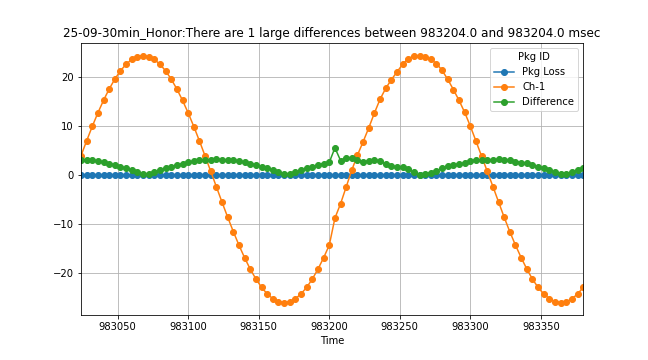 25-09-30min_Honor:There are 1 large differences between 983204.0 and 983204.0 msec
Pkg ID
Pkg Loss
Ch-1
Difference
20
10
0
−10
−20
983050 983100 983150 983200 983250 983300 983350
Time